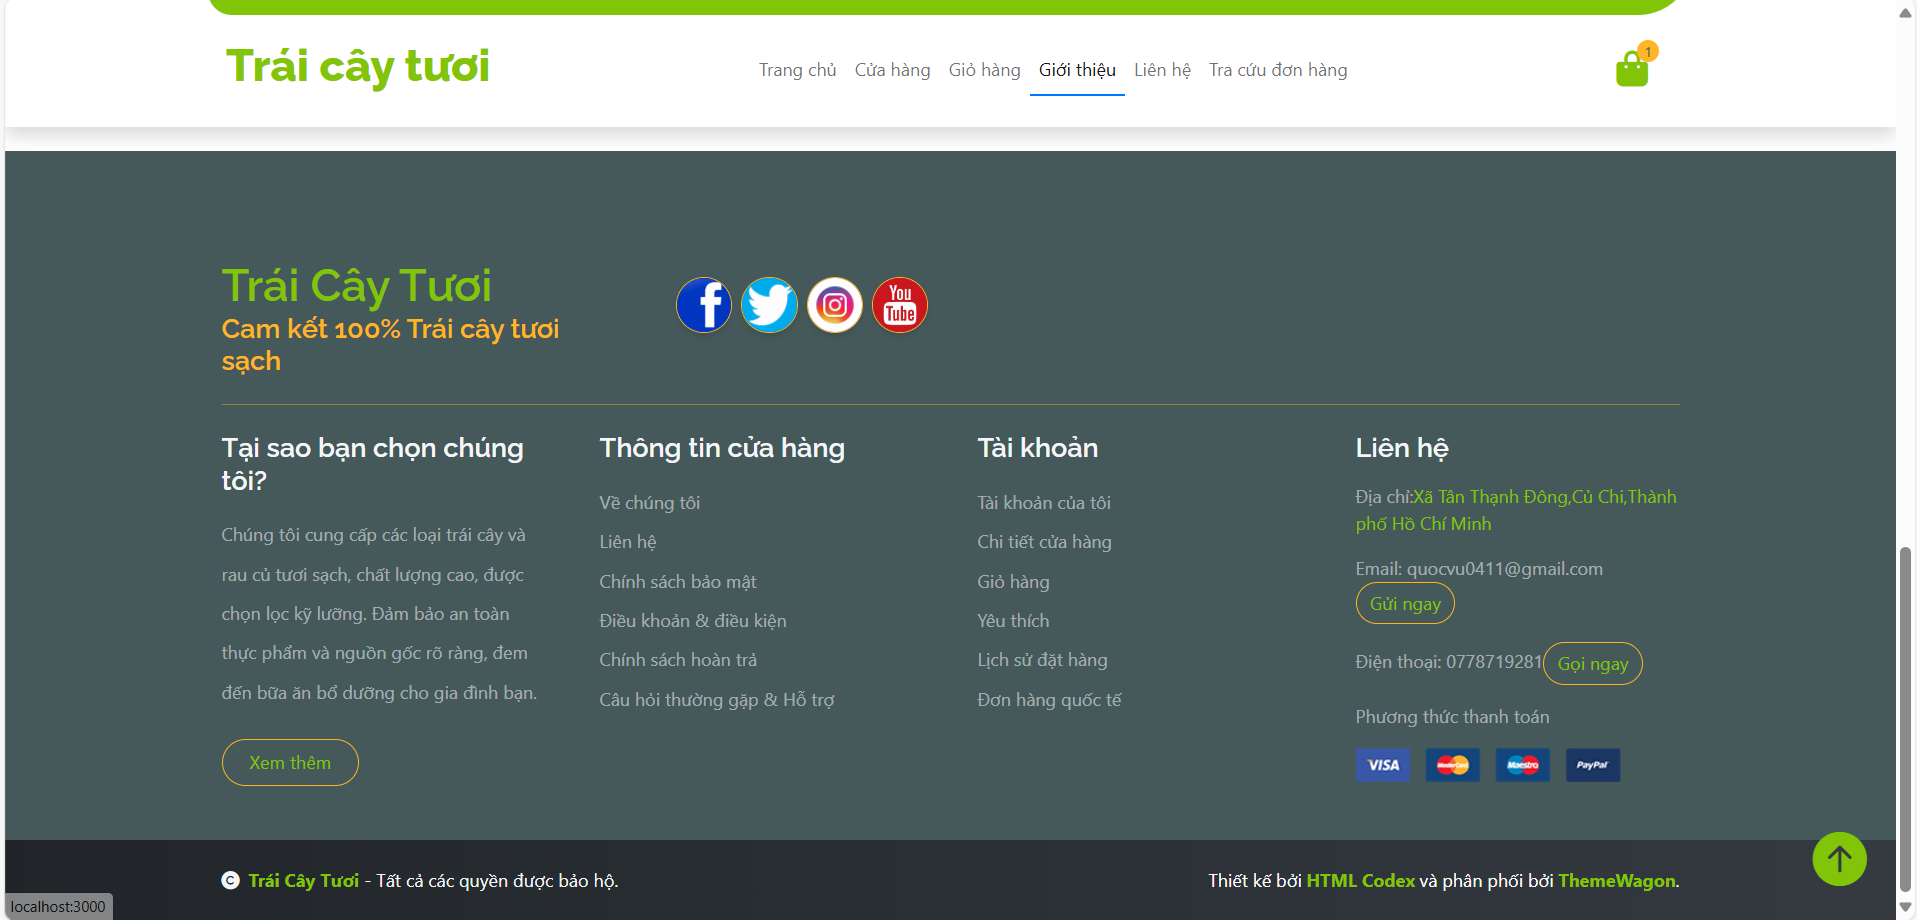 Trái cây tươi
Trang chủ Cửa hàng Giỏ hàng Giới thiệu Liên hệ Tra cứu đơn hàng
1
Trái Cây Tươi
Cam kết 100% Trái cây tươi
sạch
f
You
Tube
Tại sao bạn chọn chúng
tôi?
Chúng tôi cung cấp các loại trái cây và
rau củ tươi sạch, chất lượng cao, được
chọn lọc kỹ lưỡng. Đảm bảo an toàn
thực phẩm và nguồn gốc rõ ràng, đem
đến bữa ăn bổ dưỡng cho gia đình bạn.
Xem thêm
Thông tin cửa hàng
Về chúng tôi
Liên hệ
Chính sách bảo mật
Điều khoản & điều kiện
Chính sách hoàn trả
Câu hỏi thường gặp & Hỗ trợ
Tài khoản
Tài khoản của tôi
Chi tiết cửa hàng
Giỏ hàng
Yêu thích
Lịch sử đặt hàng
Đơn hàng quốc tế
Liên hệ
Địa chỉ:Xã Tân Thạnh Đông,Củ Chi,Thành
phố Hồ Chí Minh
Email: quocvu0411@gmail.com
Gửi ngay
Điện thoại: 0778719281 Gọi ngay
Phương thức thanh toán
VISA MasterCard Maestro PayPal
© Trái Cây Tươi - Tất cả các quyền được bảo hộ.
Thiết kế bởi HTML Codex và phân phối bởi ThemeWagon.
localhost:3000